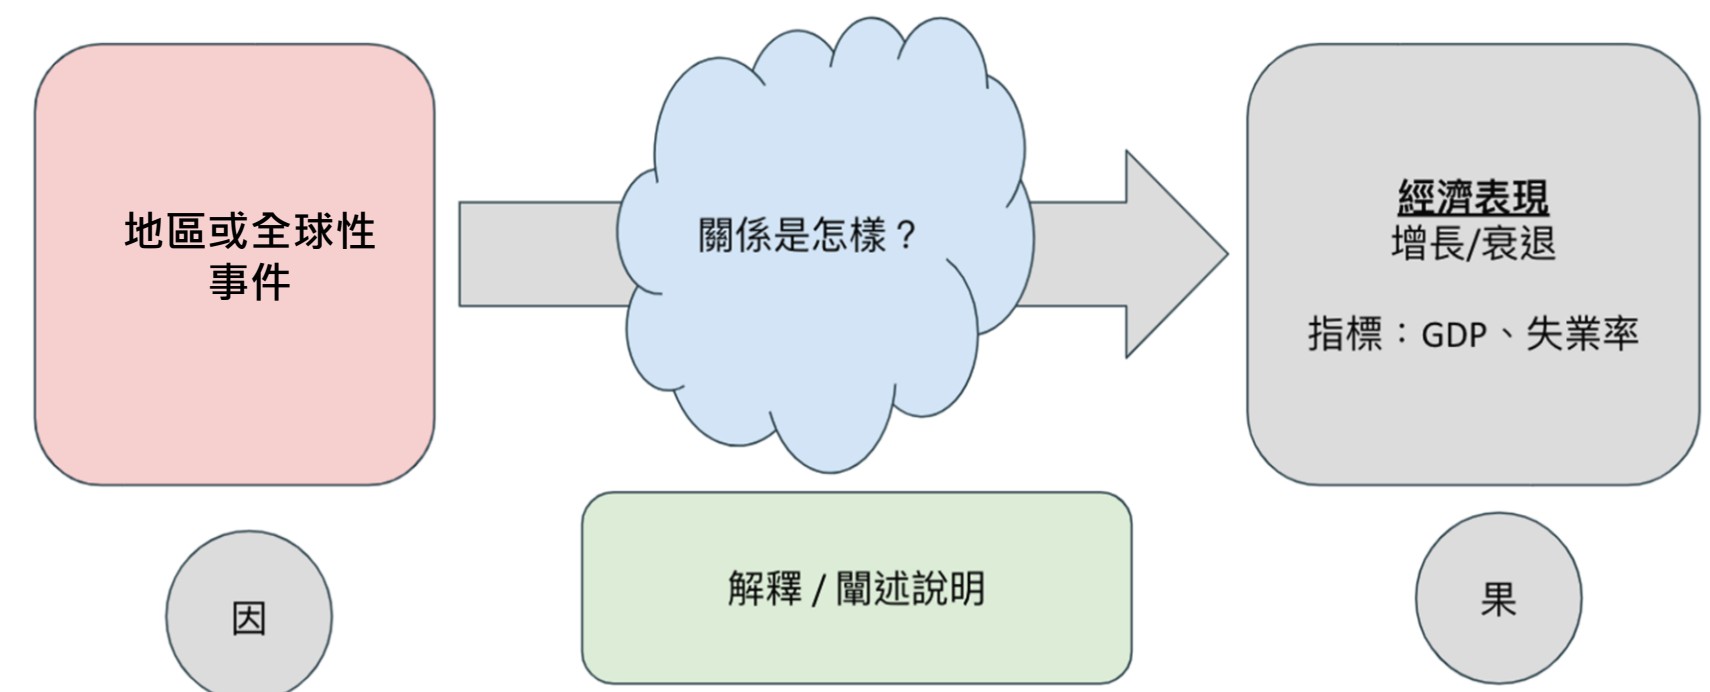 地區或全球性
事件
關係是怎樣？
經濟表現
增長/衰退
指標：GDP、失業率
解釋 / 闡述說明
因
果